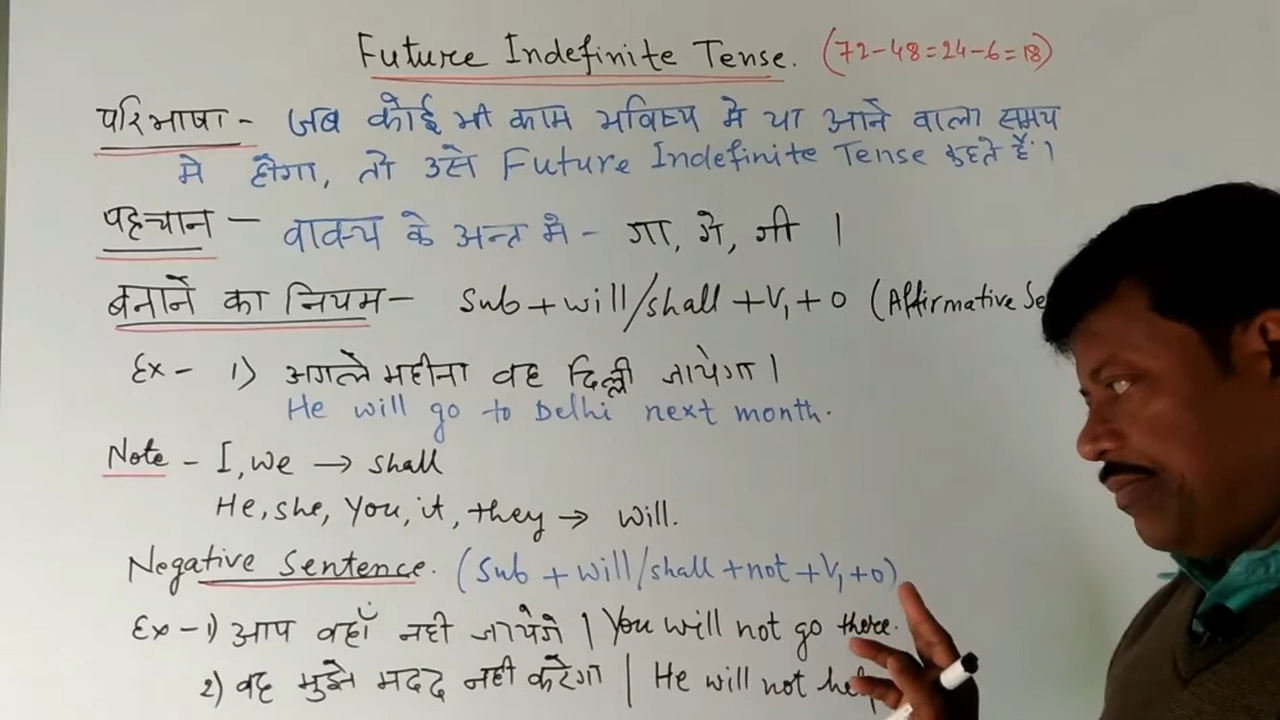 Future Indefinite Tense. (72-48=24-6=18)
परिभाषा - जब कोई भी काम भविष्य मे या आने वाला समय
मे होगा, तो उसे Future Indefinite Tense कहते हैं।
पहचान - वाक्य के अन्त मे - गा, गे, गी ।
बनाने का नियम - Sub + will/shall + V₁ + O (Affirmative
Ex - 1) अगले महीना वह दिल्ली जायेगा।
He will go to Delhi next month.
Note - I, we → shall
He, she, You, it, they → will.
Negative Sentence. (Sub + will/shall + not + V₁ + O)
Ex - 1) आप वहाँ नही जायेगे | You will not go there.
2) वह मुझे मदद नही करेगा | He will not help